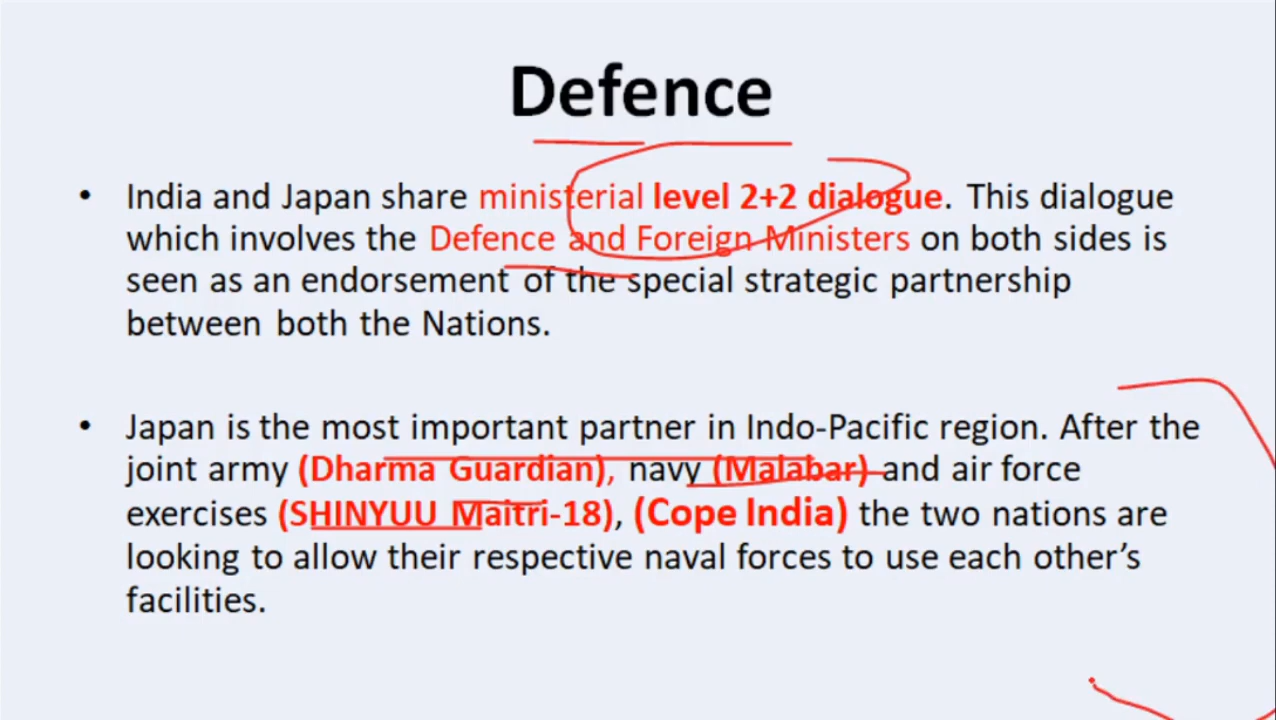 Defence
• India and Japan share ministerial level 2+2 dialogue. This dialogue
which involves the Defence and Foreign Ministers on both sides is
seen as an endorsement of the special strategic partnership
between both the Nations.
• Japan is the most important partner in Indo-Pacific region. After the
joint army (Dharma Guardian), navy (Malabar) and air force
exercises (SHINYUU Maitri-18), (Cope India) the two nations are
looking to allow their respective naval forces to use each other’s
facilities.